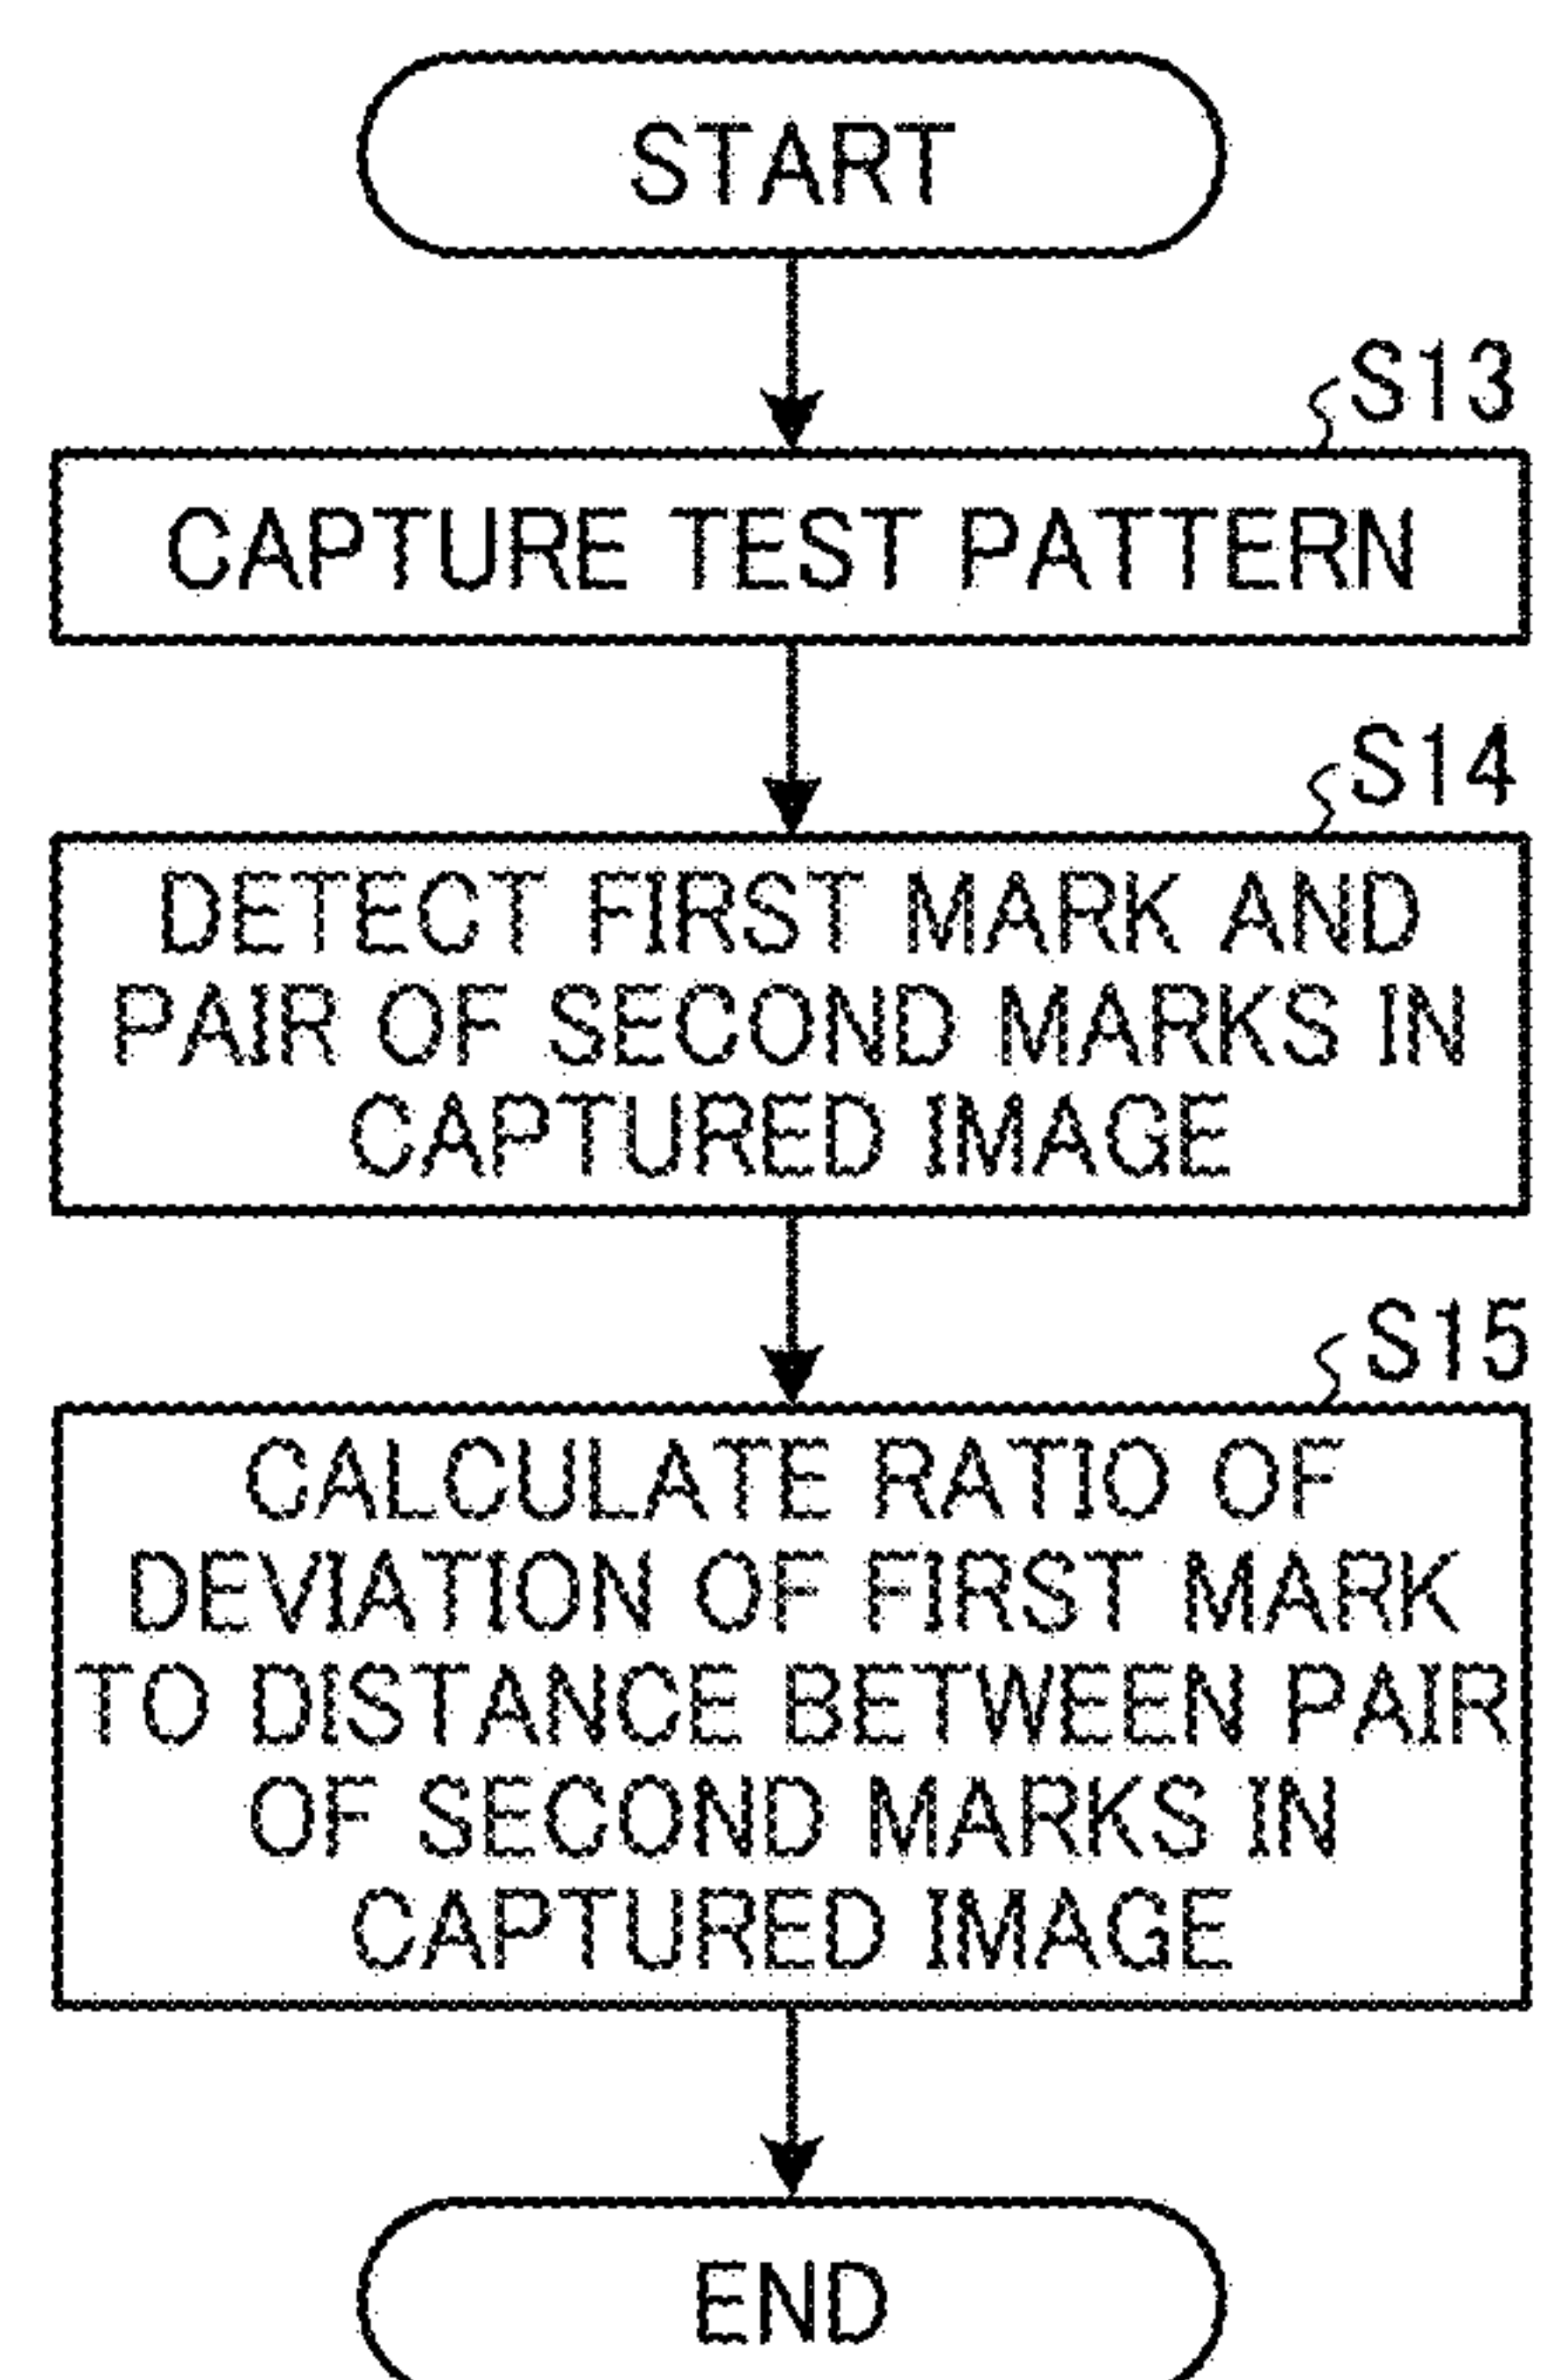 START
S13
CAPTURE TEST PATTERN
S14
DETECT FIRST MARK AND
PAIR OF SECOND MARKS IN
CAPTURED IMAGE
S15
CALCULATE RATIO OF
DEVIATION OF FIRST MARK
TO DISTANCE BETWEEN PAIR
OF SECOND MARKS IN
CAPTURED IMAGE
END